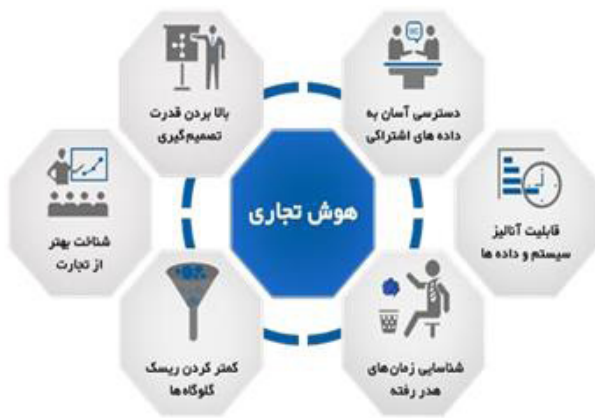 بالا بردن قدرت
تصمیم‌گیری
دسترسی آسان به
داده های اشتراکی
هوش تجاری
شناخت بهتر
از تجارت
قابلیت آنالیز
سیستم و داده ها
کمتر کردن ریسک
گلوگاه‌ها
شناسایی زمان‌های
هدر رفته